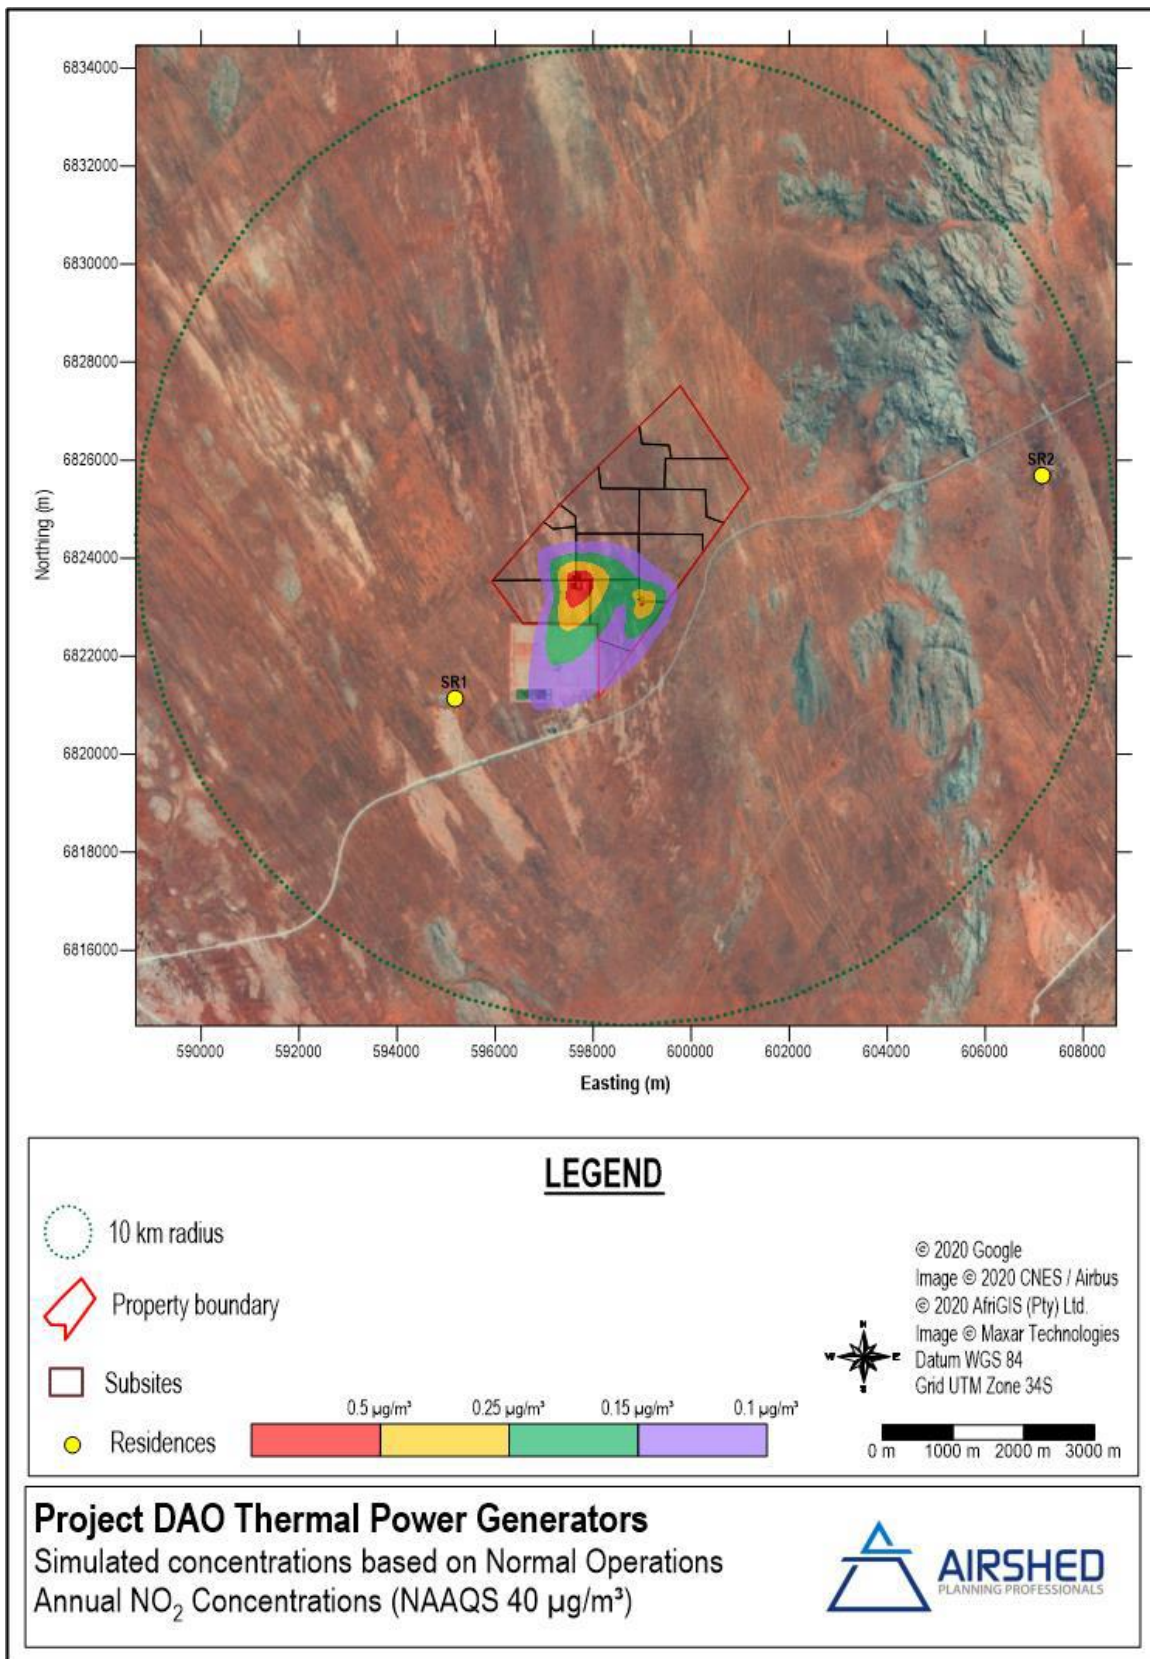 6834000
6832000
6830000
6828000
6826000
6824000
6822000
6820000
6818000
6816000
Northing (m)
SR2
SR1
590000 592000 594000 596000 598000 600000 602000 604000 606000 608000
Easting (m)
LEGEND
10 km radius
Property boundary
Subsites
Residences
0.5 µg/m³ 0.25 µg/m³ 0.15 µg/m³ 0.1 µg/m³
© 2020 Google
Image © 2020 CNES / Airbus
© 2020 AfriGIS (Pty) Ltd.
Image © Maxar Technologies
Datum WGS 84
Grid UTM Zone 34S
N
W E
S
0 m 1000 m 2000 m 3000 m
Project DAO Thermal Power Generators
Simulated concentrations based on Normal Operations
Annual NO₂ Concentrations (NAAQS 40 µg/m³)
AIRSHED
PLANNING PROFESSIONALS